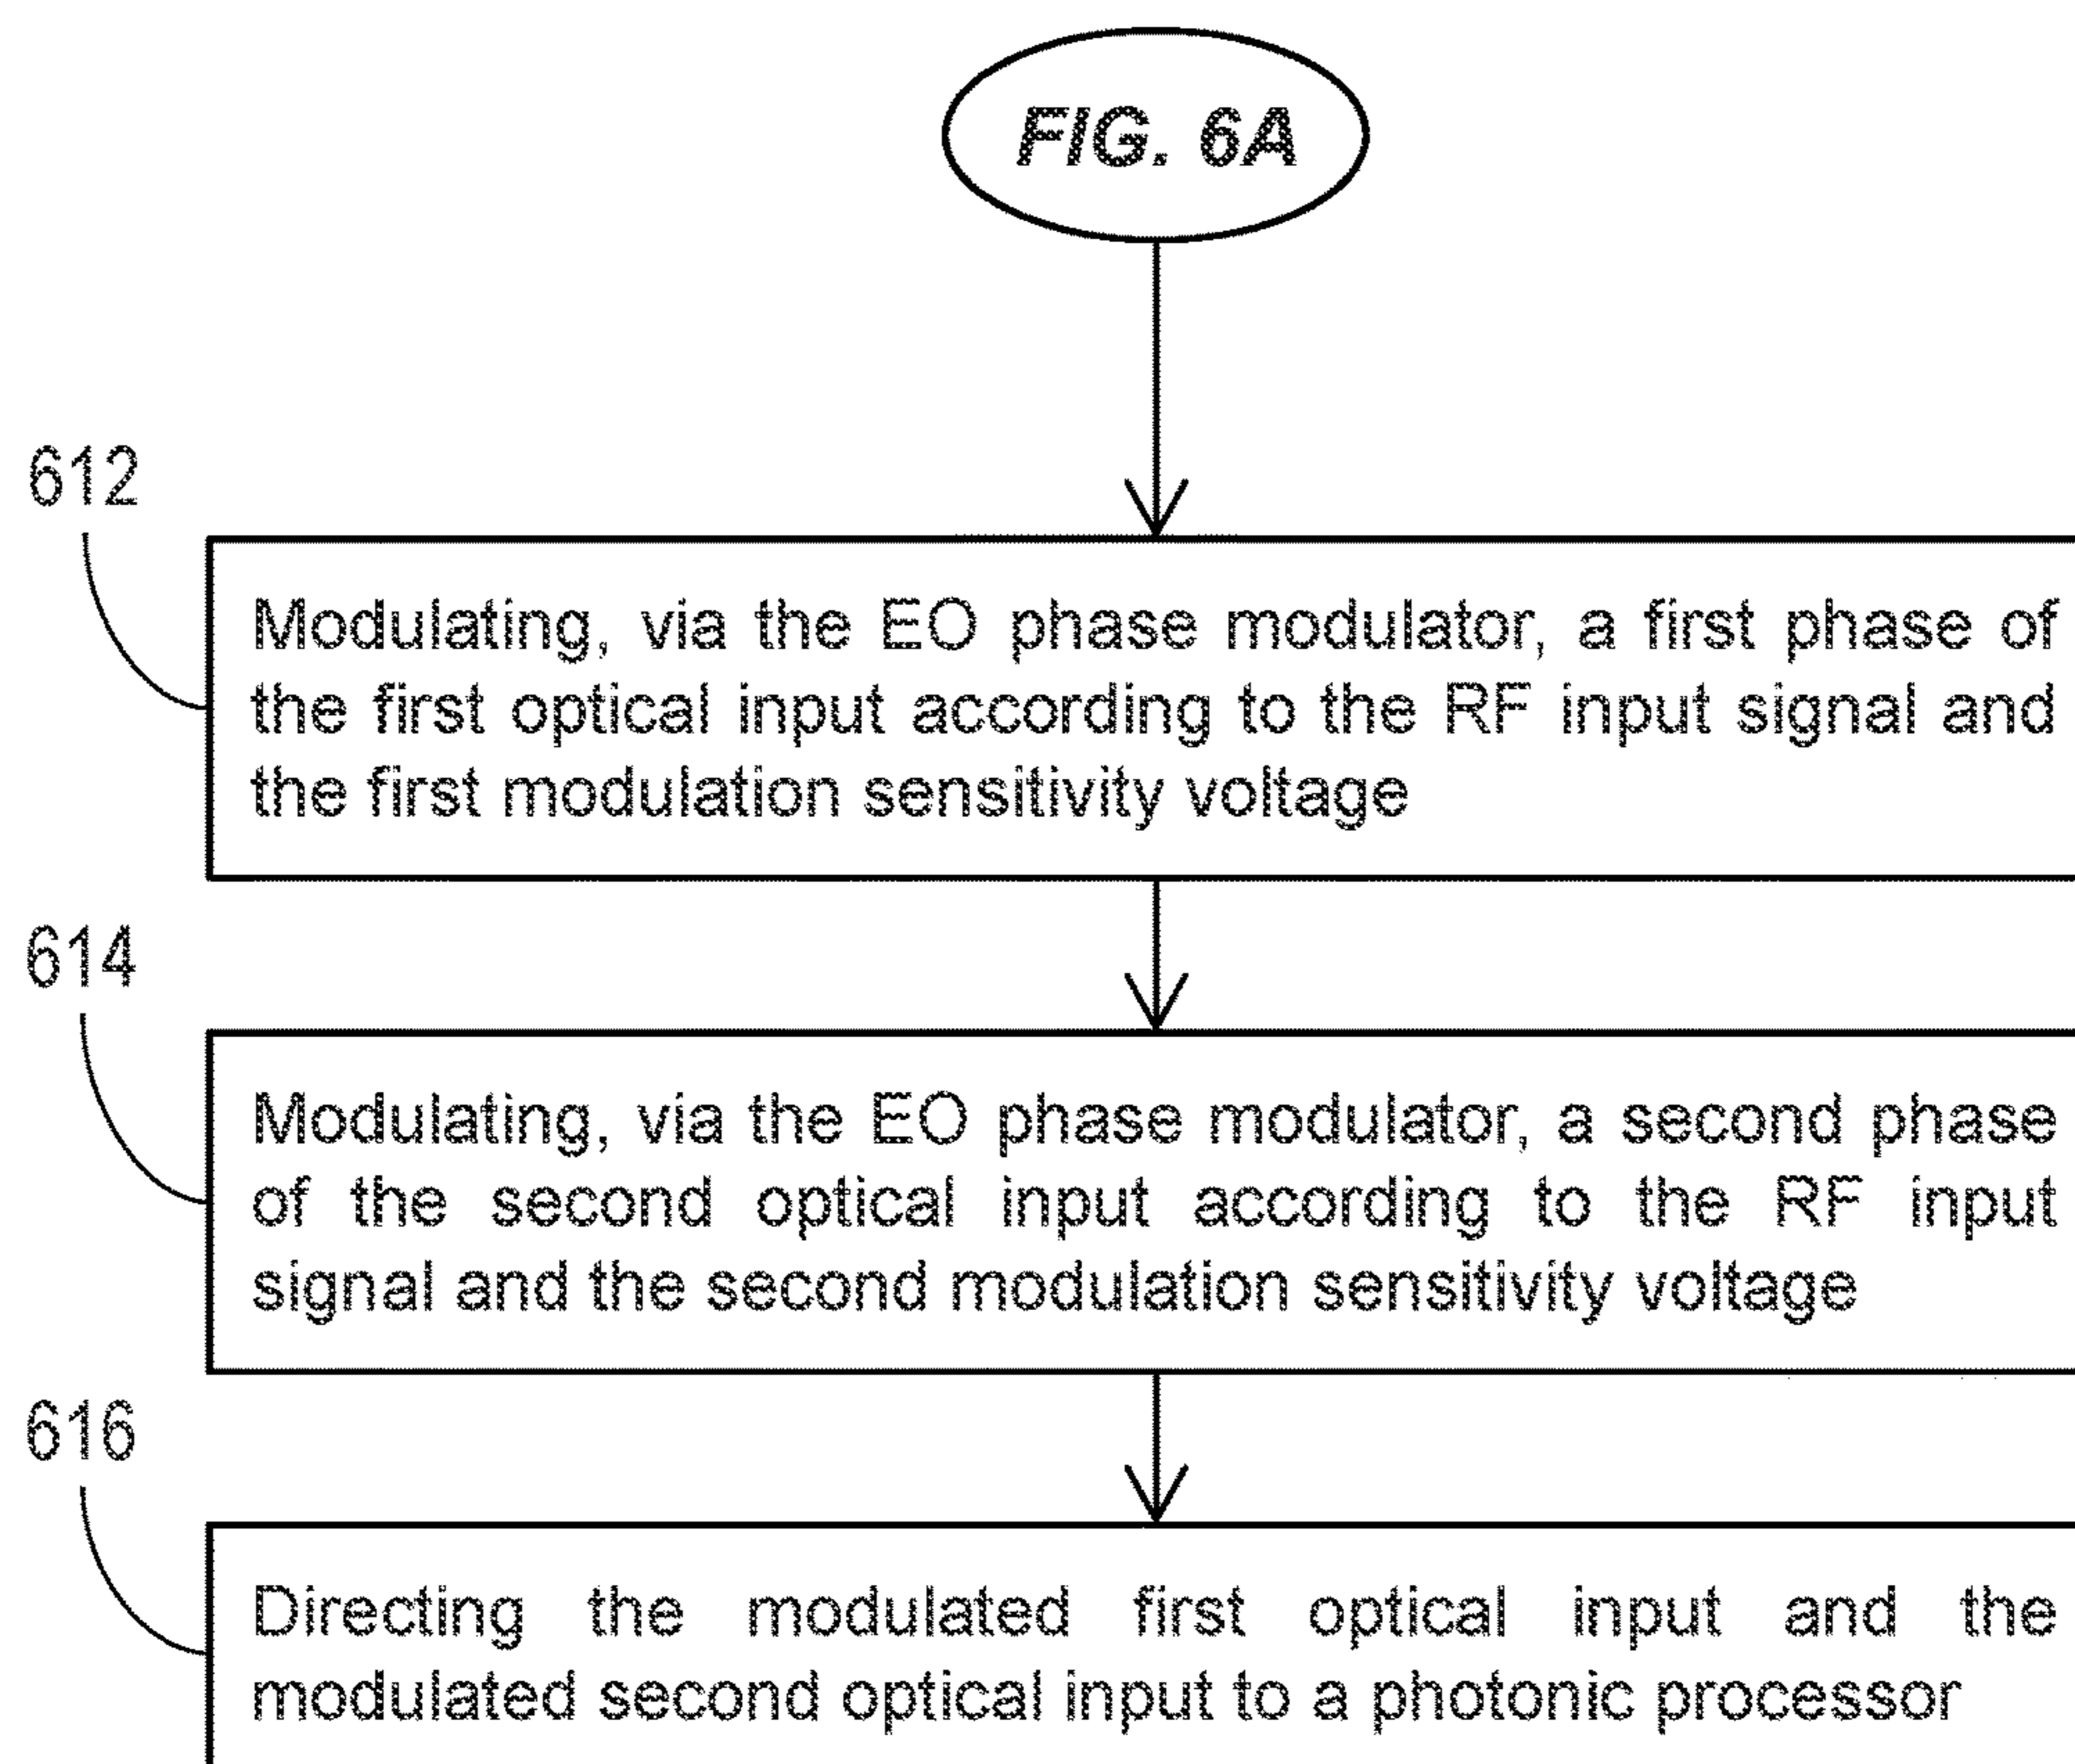 FIG. 6A
612
Modulating, via the EO phase modulator, a first phase of
the first optical input according to the RF input signal and
the first modulation sensitivity voltage
614
Modulating, via the EO phase modulator, a second phase
of the second optical input according to the RF input
signal and the second modulation sensitivity voltage
616
Directing the modulated first optical input and the
modulated second optical input to a photonic processor